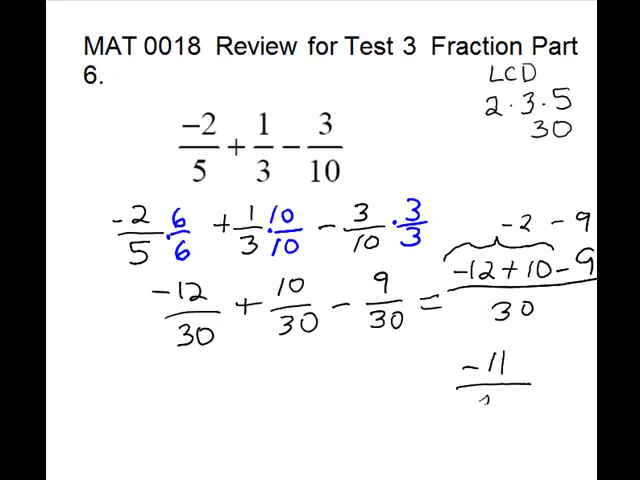 MAT 0018 Review for Test 3 Fraction Part
6.
LCD
2 · 3 · 5
30
-2/5 + 1/3 - 3/10
-2/5 · 6/6 + 1/3 · 10/10 - 3/10 · 3/3
-2 - 9
-12/30 + 10/30 - 9/30 = -12 + 10 - 9/30
-11